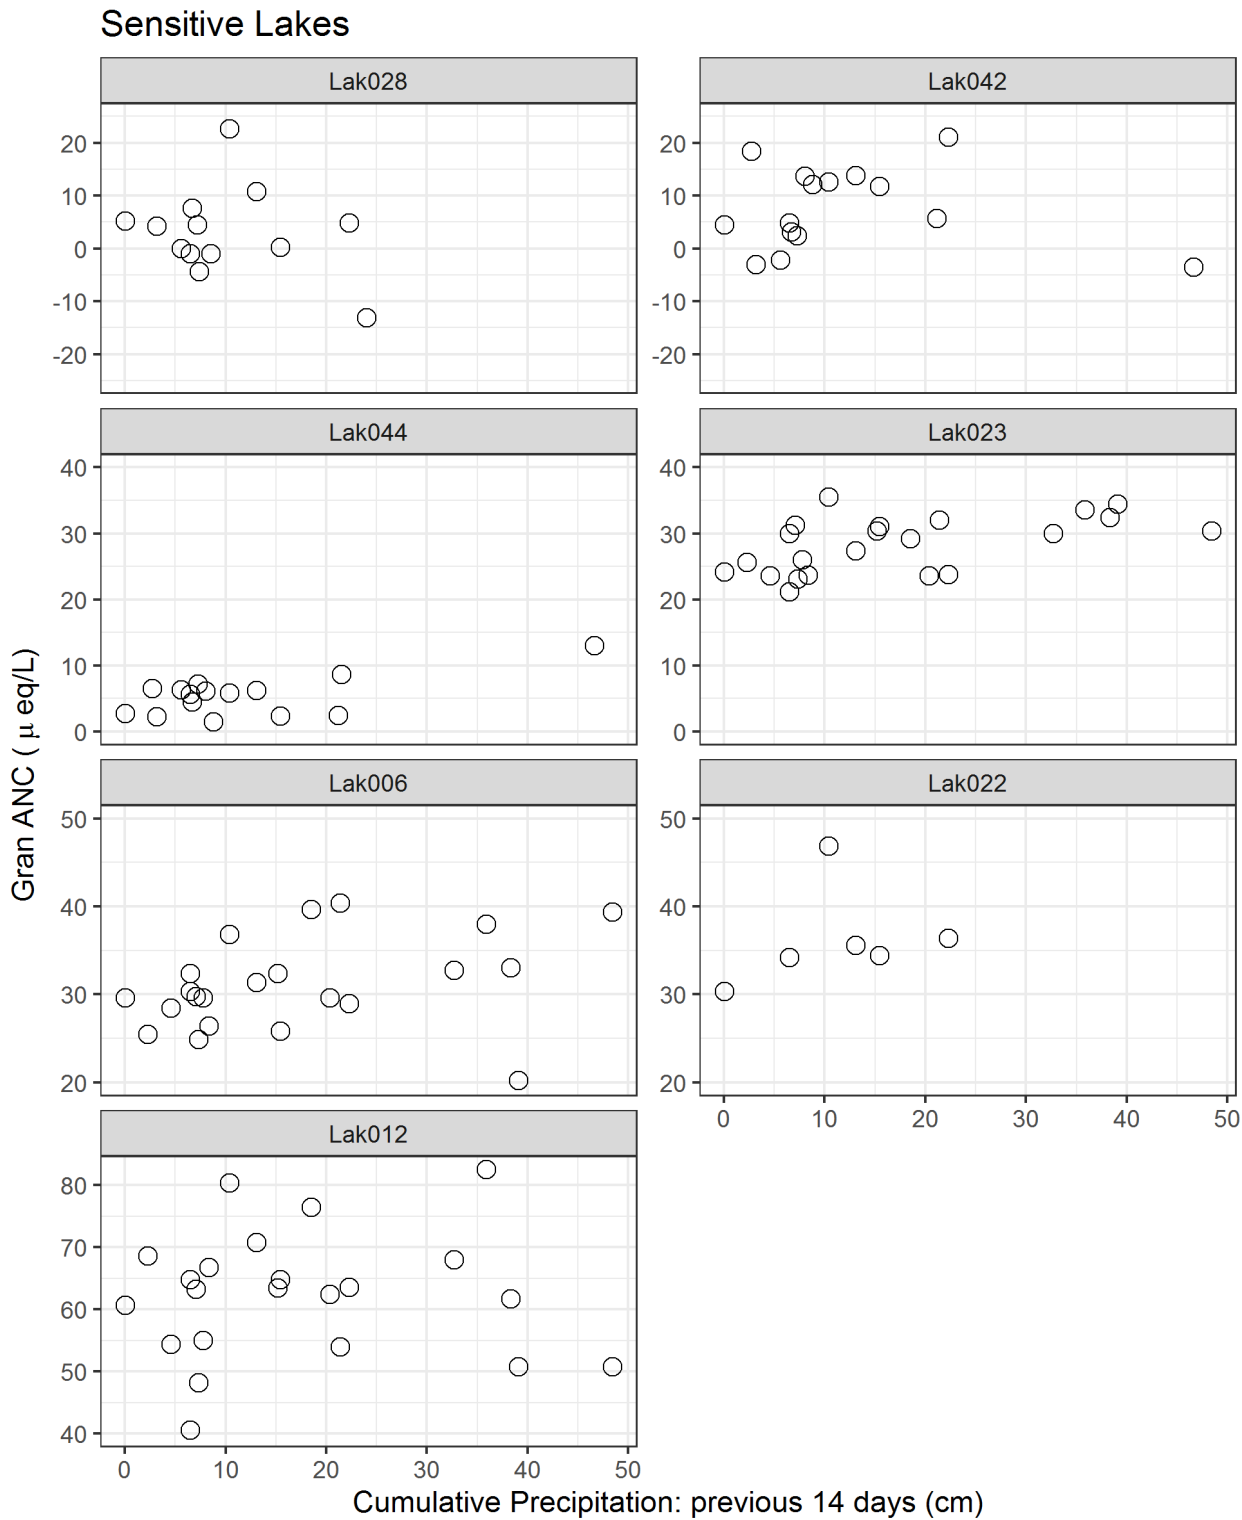 Sensitive Lakes
Lak028
Lak042
20
10
0
-10
-20
20
10
0
-10
-20
Lak044
Lak023
40
30
20
10
0
40
30
20
10
0
Gran ANC ( μ eq/L)
Lak006
Lak022
50
40
30
20
50
40
30
20
0 10 20 30 40 50
Lak012
80
70
60
50
40
0 10 20 30 40 50
Cumulative Precipitation: previous 14 days (cm)